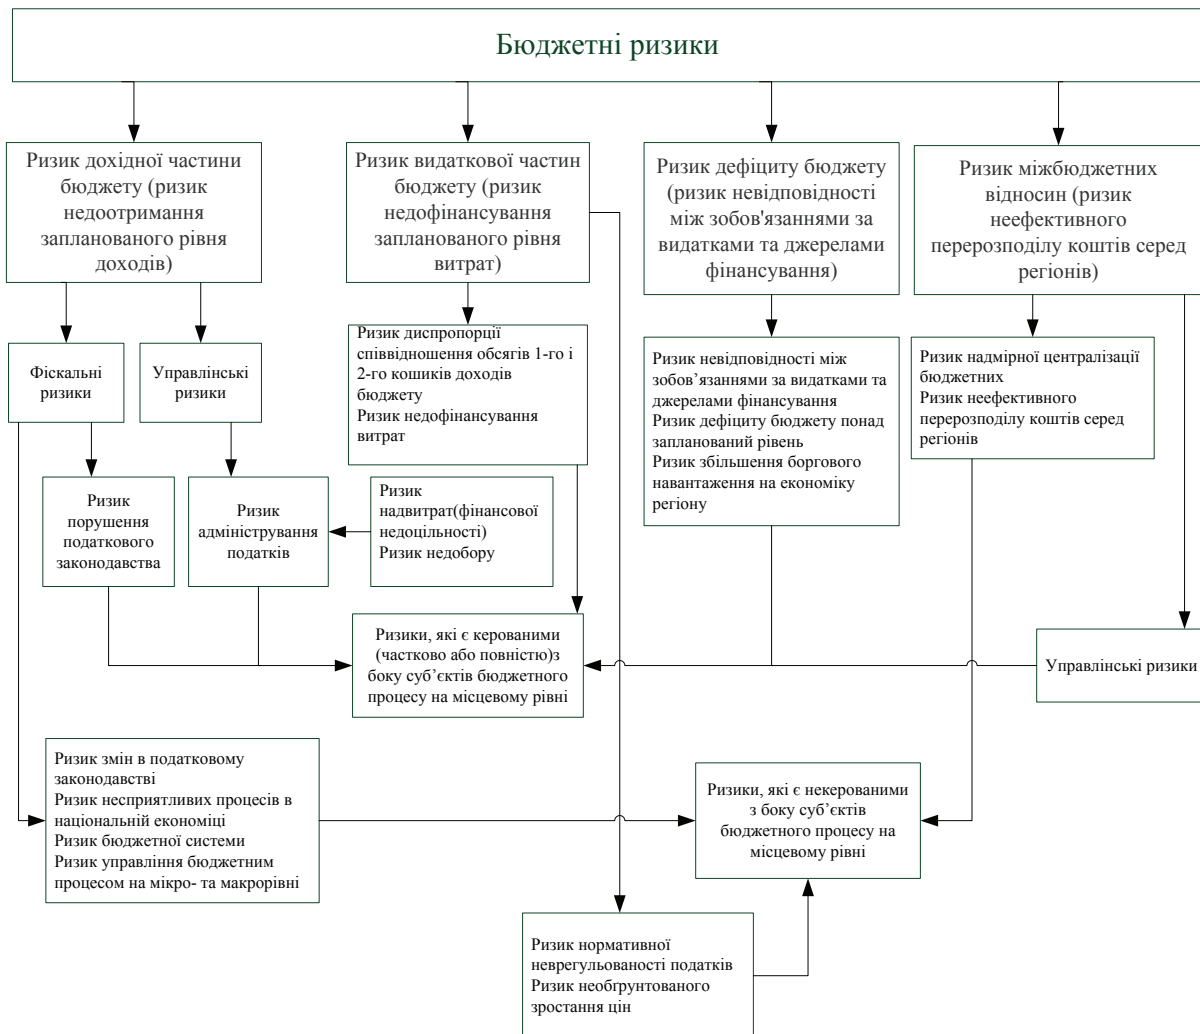 Бюджетні ризики
Ризик дохідної частини
бюджету (ризик
недоотримання
запланованого рівня
доходів)
Ризик видаткової частин
бюджету (ризик
недофінансування
запланованого рівня
витрат)
Ризик дефіциту бюджету
(ризик невідповідності
між зобов'язаннями за
видатками та джерелами
фінансування)
Ризик міжбюджетних
відносин (ризик
неефективного
перерозподілу коштів серед
регіонів)
Фіскальні
ризики
Управлінські
ризики
Ризик диспропорції
співвідношення обсягів 1-го і
2-го кошиків доходів
бюджету
Ризик недофінансування
витрат
Ризик невідповідності між
зобов’язаннями за видатками та
джерелами фінансування
Ризик дефіциту бюджету понад
запланований рівень
Ризик збільшення боргового
навантаження на економіку
регіону
Ризик надмірної централізації
бюджетних
Ризик неефективного
перерозподілу коштів серед
регіонів
Ризик
порушення
податкового
законодавства
Ризик
адміністрування
податків
Ризик
надвитрат(фінансової
недоцільності)
Ризик недобору
Ризики, які є керованими
(частково або повністю)з
боку суб’єктів бюджетного
процесу на місцевому рівні
Управлінські ризики
Ризик змін в податковому
законодавстві
Ризик несприятливих процесів в
національній економіці
Ризик бюджетної системи
Ризик управління бюджетним
процесом на мікро- та макрорівні
Ризики, які є некерованими
з боку суб’єктів
бюджетного процесу на
місцевому рівні
Ризик нормативної
неврегульованості податків
Ризик необґрунтованого
зростання цін